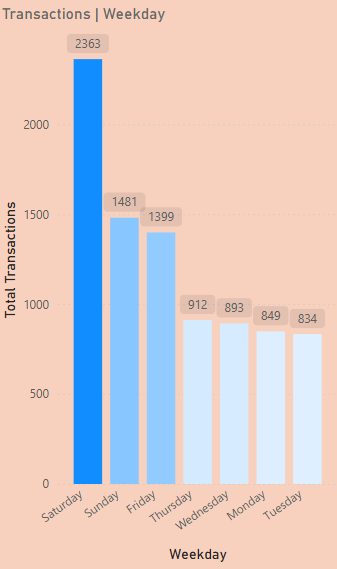 Transactions | Weekday
2363
2000
1481
1500
1399
912
893
849
834
1000
500
0
Total Transactions
Saturday
Sunday
Friday
Thursday
Wednesday
Monday
Tuesday
Weekday